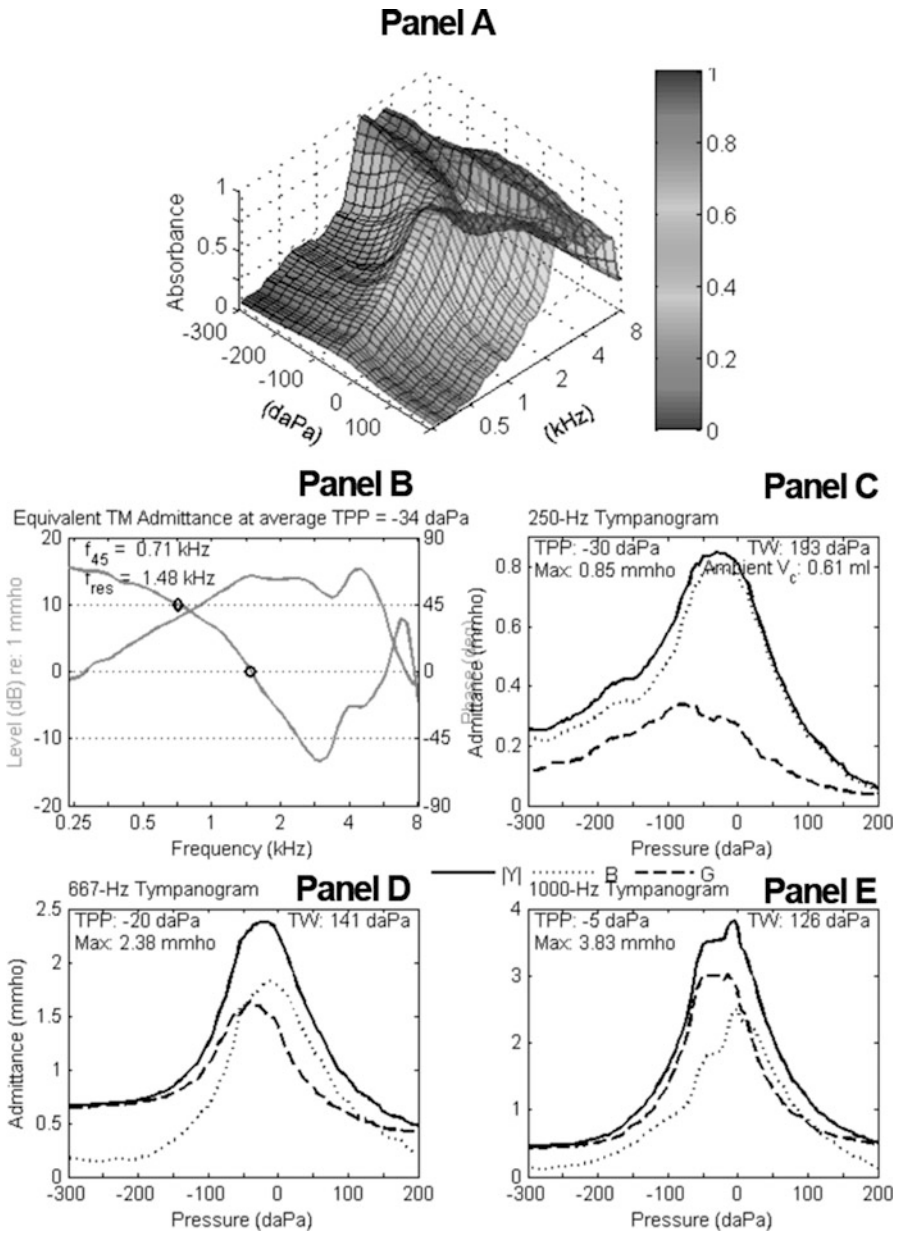 Panel A
1
0.8
0.6
0.4
0.2
0
Absorbance
1
0.5
0
-300
-200
-100
0
100
(daPa)
0.5
1
2
4
8
(kHz)
Panel B
Equivalent TM Admittance at average TPP = -34 daPa
f45 = 0.71 kHz
fres = 1.48 kHz
Level (dB) re: 1 mmho
20
10
0
-10
-20
90
45
0
-45
-90
Phase (deg)
0.25 0.5 1 2 4 8
Frequency (kHz)
Panel C
250-Hz Tympanogram
TPP: -30 daPa TW: 193 daPa
Max: 0.85 mmho Ambient Vc: 0.61 ml
Admittance (mmho)
0.8
0.6
0.4
0.2
0
-300 -200 -100 0 100 200
Pressure (daPa)
|Y| B G
Panel D
667-Hz Tympanogram
TPP: -20 daPa TW: 141 daPa
Max: 2.38 mmho
Admittance (mmho)
2.5
2
1.5
1
0.5
0
-300 -200 -100 0 100 200
Pressure (daPa)
Panel E
1000-Hz Tympanogram
TPP: -5 daPa TW: 126 daPa
Max: 3.83 mmho
4
3
2
1
0
-300 -200 -100 0 100 200
Pressure (daPa)